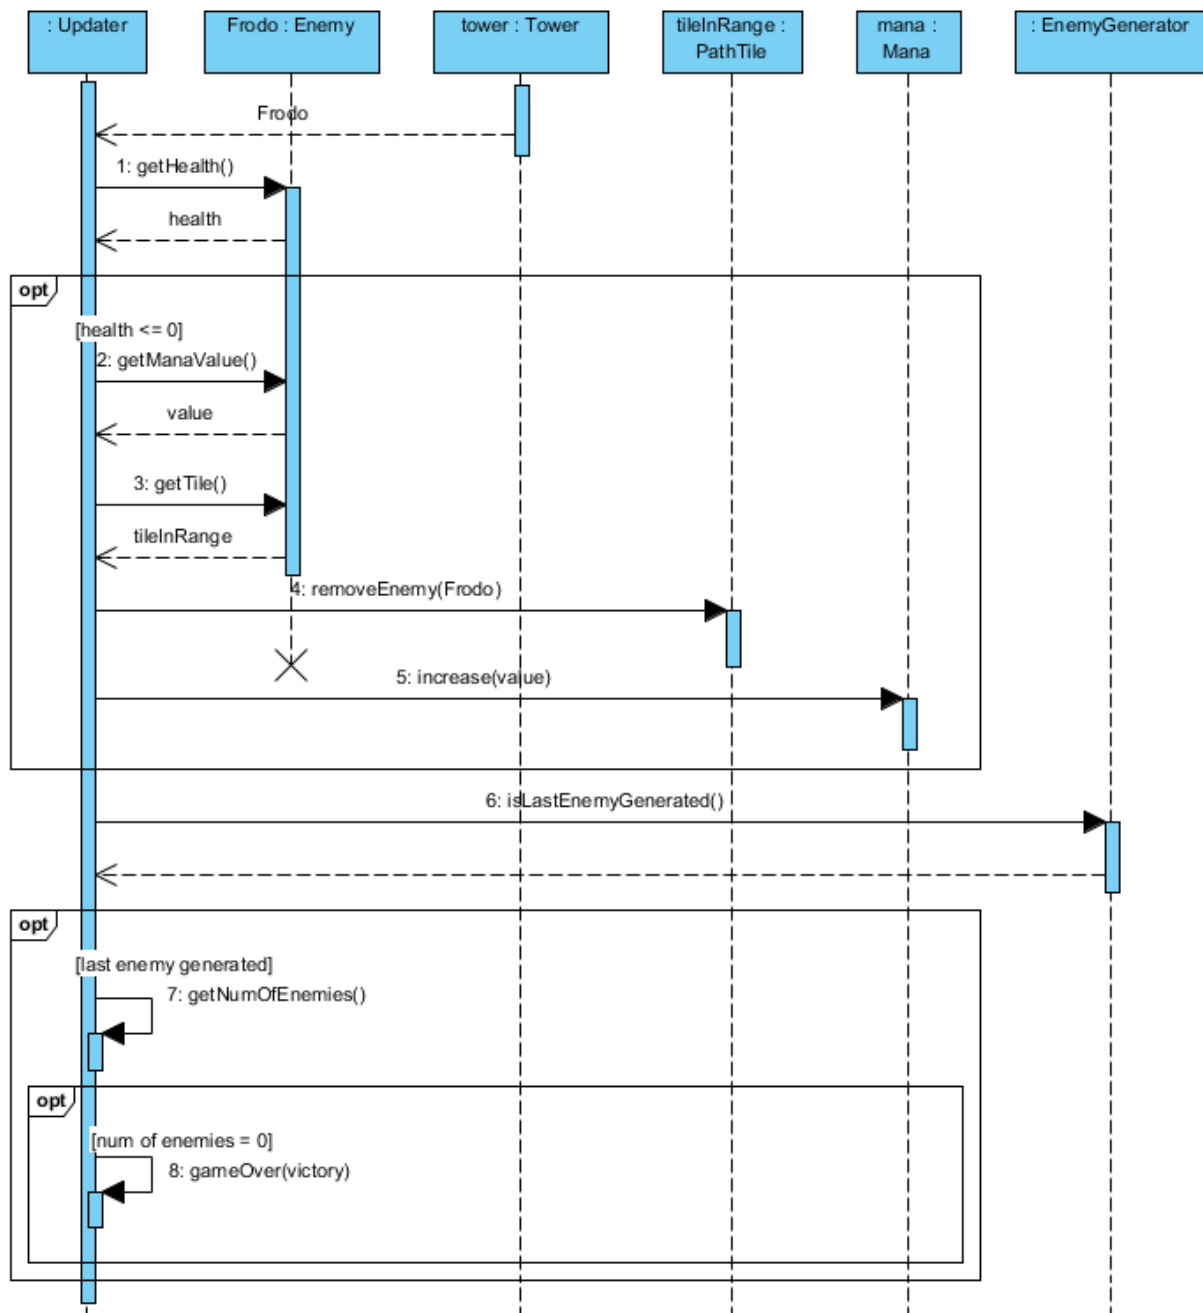 : Updater
Frodo : Enemy
tower : Tower
tileInRange :
PathTile
mana :
Mana
: EnemyGenerator
Frodo
1: getHealth()
health
opt
[health <= 0]
2: getManaValue()
value
3: getTile()
tileInRange
4: removeEnemy(Frodo)
5: increase(value)
6: isLastEnemyGenerated()
opt
[last enemy generated]
7: getNumOfEnemies()
opt
[num of enemies = 0]
8: gameOver(victory)